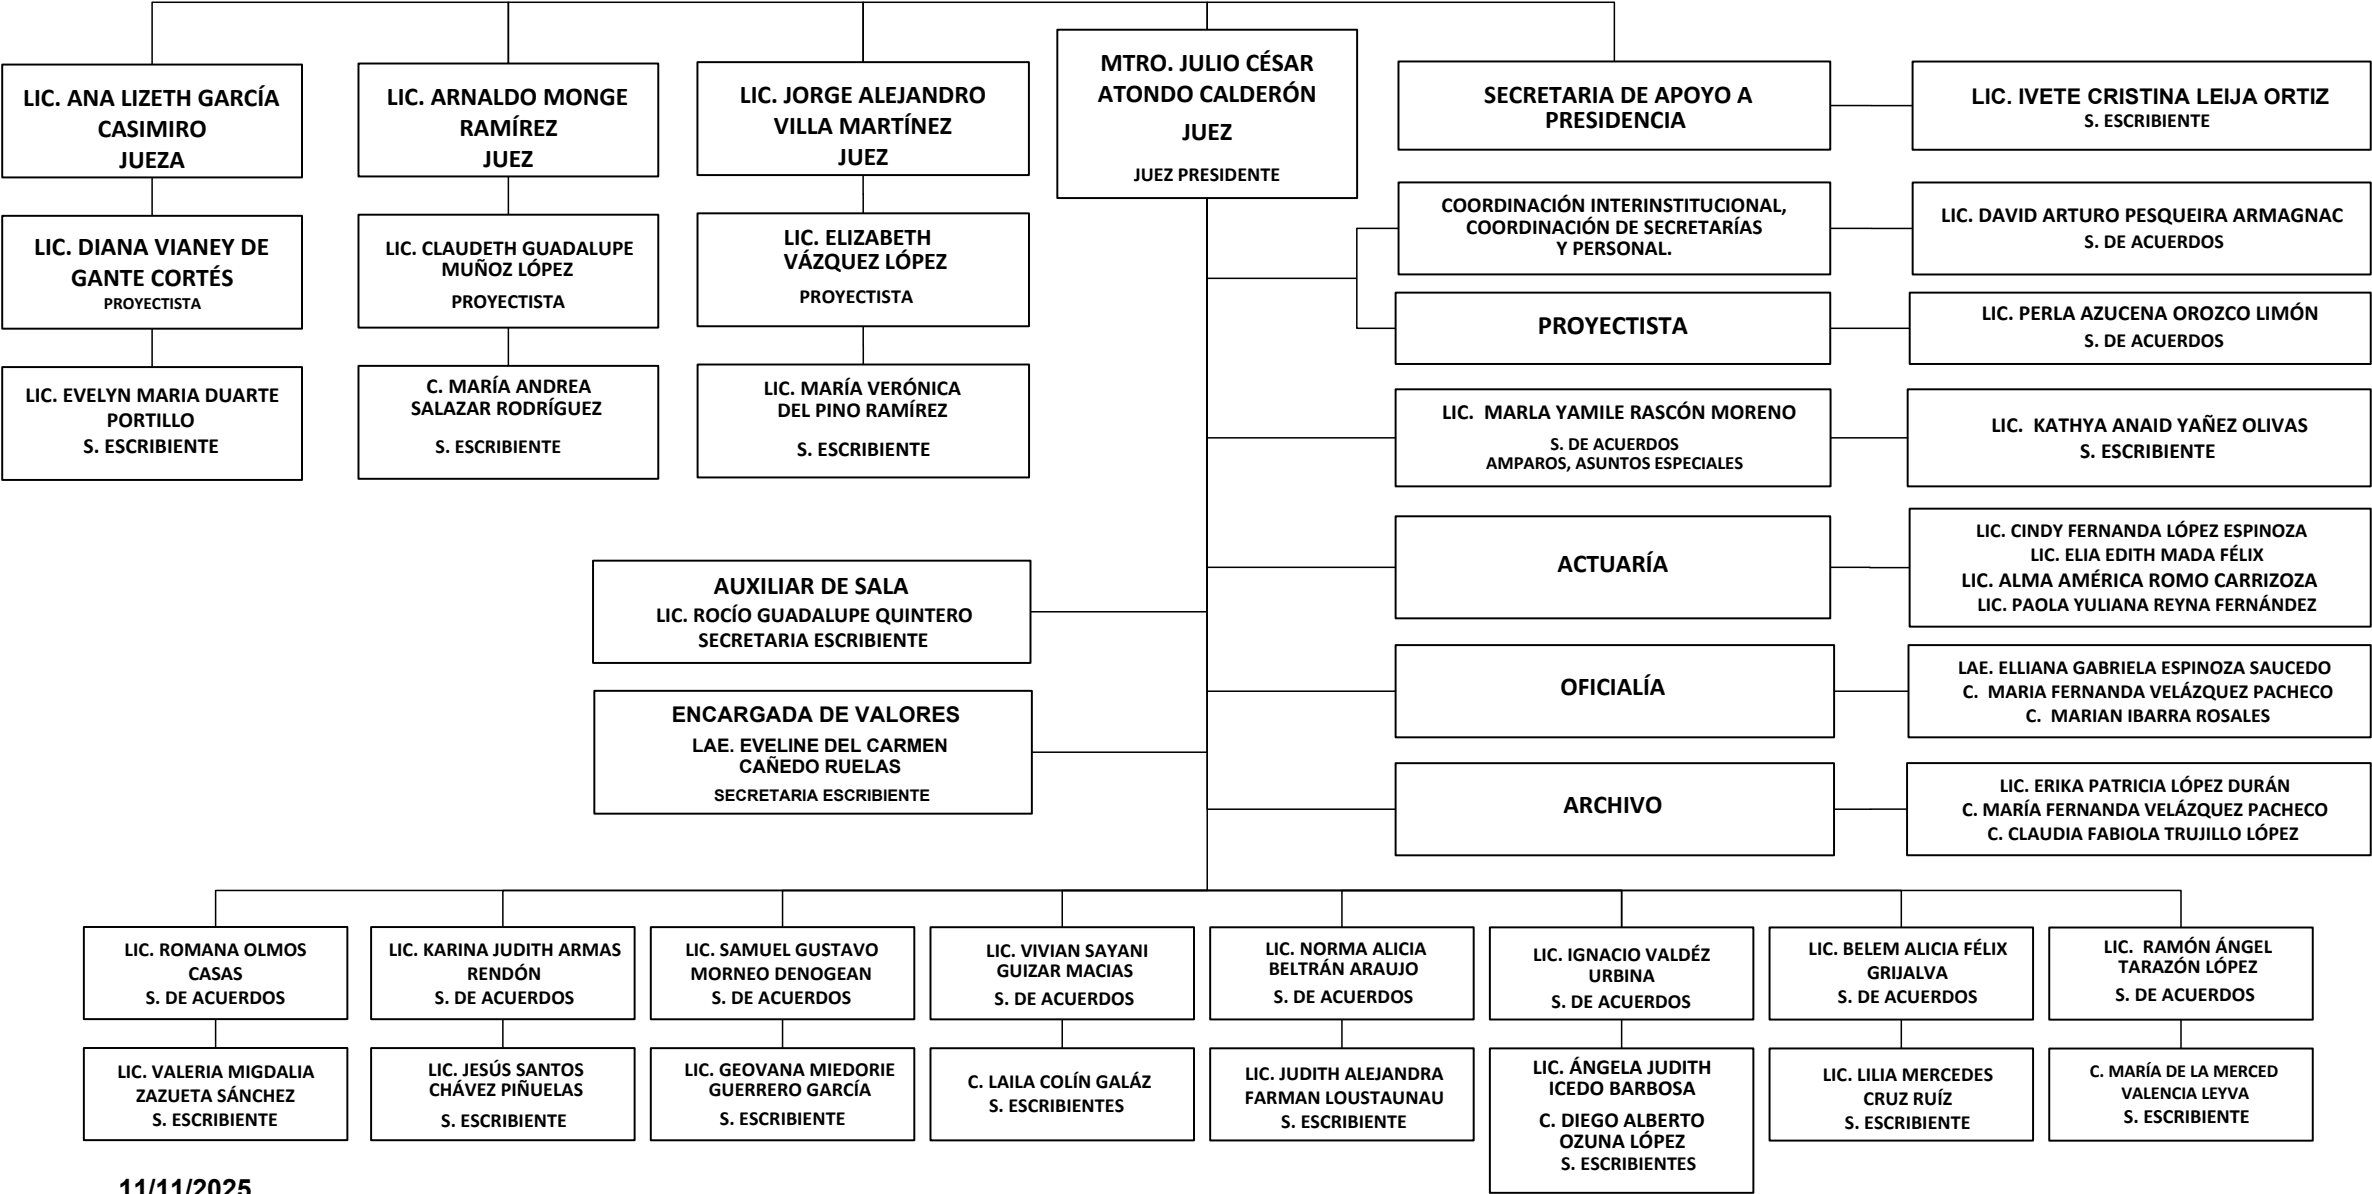 LIC. ANA LIZETH GARCÍA
CASIMIRO
JUEZA
LIC. ARNALDO MONGE
RAMÍREZ
JUEZ
LIC. JORGE ALEJANDRO
VILLA MARTÍNEZ
JUEZ
MTRO. JULIO CÉSAR
ATONDO CALDERÓN
JUEZ
JUEZ PRESIDENTE
SECRETARIA DE APOYO A
PRESIDENCIA
LIC. IVETE CRISTINA LEIJA ORTIZ
S. ESCRIBIENTE
LIC. DIANA VIANEY DE
GANTE CORTÉS
PROYECTISTA
LIC. CLAUDETH GUADALUPE
MUÑOZ LÓPEZ
PROYECTISTA
LIC. ELIZABETH
VÁZQUEZ LÓPEZ
PROYECTISTA
COORDINACIÓN INTERINSTITUCIONAL,
COORDINACIÓN DE SECRETARÍAS
Y PERSONAL.
LIC. DAVID ARTURO PESQUEIRA ARMAGNAC
S. DE ACUERDOS
PROYECTISTA
LIC. PERLA AZUCENA OROZCO LIMÓN
S. DE ACUERDOS
LIC. EVELYN MARIA DUARTE
PORTILLO
S. ESCRIBIENTE
C. MARÍA ANDREA
SALAZAR RODRÍGUEZ
S. ESCRIBIENTE
LIC. MARÍA VERÓNICA
DEL PINO RAMÍREZ
S. ESCRIBIENTE
LIC. MARLA YAMILE RASCÓN MORENO
S. DE ACUERDOS
AMPAROS, ASUNTOS ESPECIALES
LIC. KATHYA ANAID YAÑEZ OLIVAS
S. ESCRIBIENTE
ACTUARÍA
LIC. CINDY FERNANDA LÓPEZ ESPINOZA
LIC. ELIA EDITH MADA FÉLIX
LIC. ALMA AMÉRICA ROMO CARRIZOZA
LIC. PAOLA YULIANA REYNA FERNÁNDEZ
AUXILIAR DE SALA
LIC. ROCÍO GUADALUPE QUINTERO
SECRETARIA ESCRIBIENTE
OFICIALÍA
LAE. ELLIANA GABRIELA ESPINOZA SAUCEDO
C. MARIA FERNANDA VELÁZQUEZ PACHECO
C. MARIAN IBARRA ROSALES
ENCARGADA DE VALORES
LAE. EVELINE DEL CARMEN
CAÑEDO RUELAS
SECRETARIA ESCRIBIENTE
ARCHIVO
LIC. ERIKA PATRICIA LÓPEZ DURÁN
C. MARÍA FERNANDA VELÁZQUEZ PACHECO
C. CLAUDIA FABIOLA TRUJILLO LÓPEZ
LIC. ROMANA OLMOS
CASAS
S. DE ACUERDOS
LIC. KARINA JUDITH ARMAS
RENDÓN
S. DE ACUERDOS
LIC. SAMUEL GUSTAVO
MORNEO DENOGEAN
S. DE ACUERDOS
LIC. VIVIAN SAYANI
GUIZAR MACIAS
S. DE ACUERDOS
LIC. NORMA ALICIA
BELTRÁN ARAUJO
S. DE ACUERDOS
LIC. IGNACIO VALDÉZ
URBINA
S. DE ACUERDOS
LIC. BELEM ALICIA FÉLIX
GRIJALVA
S. DE ACUERDOS
LIC. RAMÓN ÁNGEL
TARAZÓN LÓPEZ
S. DE ACUERDOS
LIC. VALERIA MIGDALIA
ZAZUETA SÁNCHEZ
S. ESCRIBIENTE
LIC. JESÚS SANTOS
CHÁVEZ PIÑUELAS
S. ESCRIBIENTE
LIC. GEOVANA MIEDORIE
GUERRERO GARCÍA
S. ESCRIBIENTE
C. LAILA COLÍN GALÁZ
S. ESCRIBIENTES
LIC. JUDITH ALEJANDRA
FARMAN LOUSTAUNAU
S. ESCRIBIENTE
LIC. ÁNGELA JUDITH
ICEDO BARBOSA
C. DIEGO ALBERTO
OZUNA LÓPEZ
S. ESCRIBIENTES
LIC. LILIA MERCEDES
CRUZ RUÍZ
S. ESCRIBIENTE
C. MARÍA DE LA MERCED
VALENCIA LEYVA
S. ESCRIBIENTE
11/11/2025